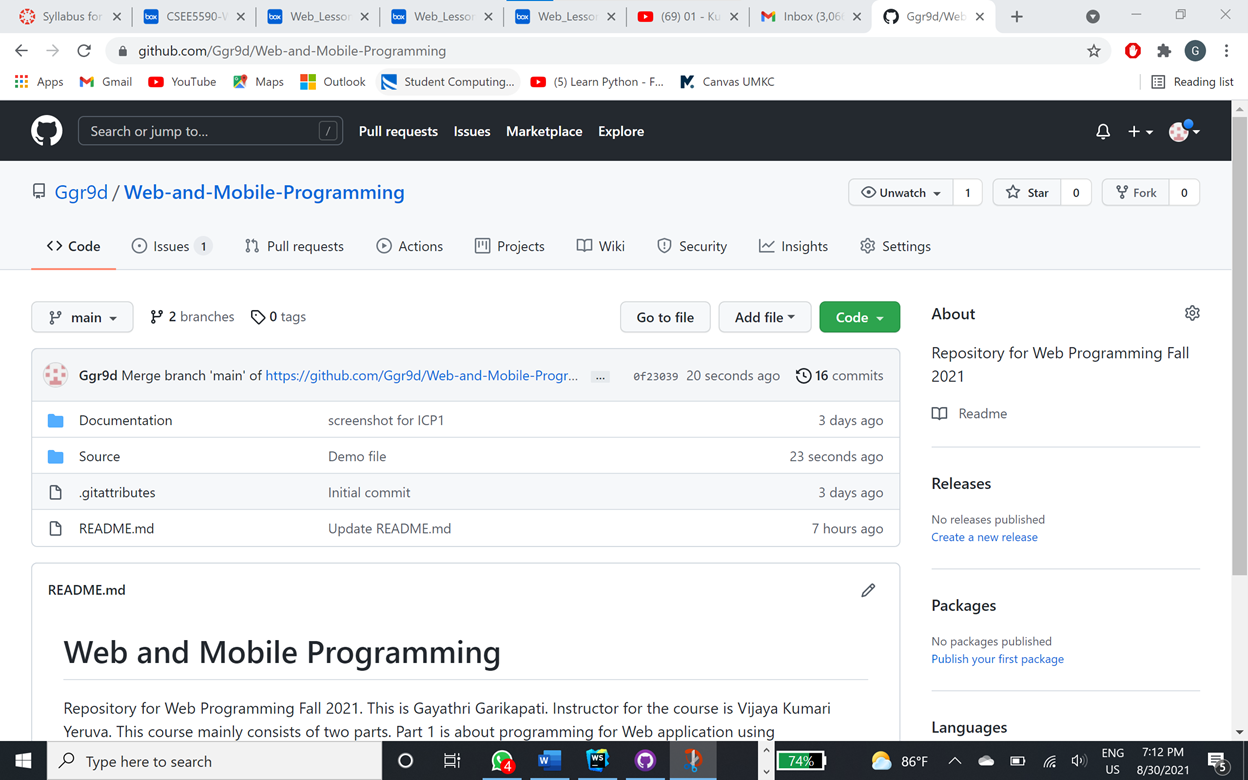 Syllabus for
CSEE5590-W
Web_Lesson
Web_Lesson
Web_Lesson
(69) 01 - Ku
Inbox (3,066
Ggr9d/Web
github.com/Ggr9d/Web-and-Mobile-Programming
G
Apps
Gmail
YouTube
Maps
Outlook
Student Computing...
(5) Learn Python - F...
Canvas UMKC
Reading list
Search or jump to...
/
Pull requests
Issues
Marketplace
Explore
Ggr9d / Web-and-Mobile-Programming
Unwatch 1
Star 0
Fork 0
Code
Issues 1
Pull requests
Actions
Projects
Wiki
Security
Insights
Settings
main
2 branches
0 tags
Go to file
Add file
Code
Ggr9d Merge branch 'main' of https://github.com/Ggr9d/Web-and-Mobile-Progr... ... 0f23039 20 seconds ago 16 commits
Documentation screenshot for ICP1 3 days ago
Source Demo file 23 seconds ago
.gitattributes Initial commit 3 days ago
README.md Update README.md 7 hours ago
README.md
Web and Mobile Programming
Repository for Web Programming Fall 2021. This is Gayathri Garikapati. Instructor for the course is Vijaya Kumari
Yeruva. This course mainly consists of two parts. Part 1 is about programming for Web application using
About
Repository for Web Programming Fall
2021
Readme
Releases
No releases published
Create a new release
Packages
No packages published
Publish your first package
Languages
Type here to search
4
W
WS
74%
86°F
ENG
US
7:12 PM
8/30/2021
5